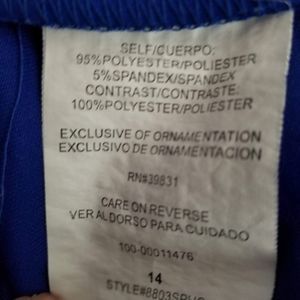 SELF/CUERPO:
95%POLYESTER/POLIESTER
5%SPANDEX/SPANDEX
CONTRAST/CONTRASTE:
100%POLYESTER/POLIESTER
EXCLUSIVE OF ORNAMENTATION
EXCLUSIVO DE ORNAMENTACION
RN#39831
CARE ON REVERSE
VER AL DORSO PARA CUIDADO
100-00011476
14